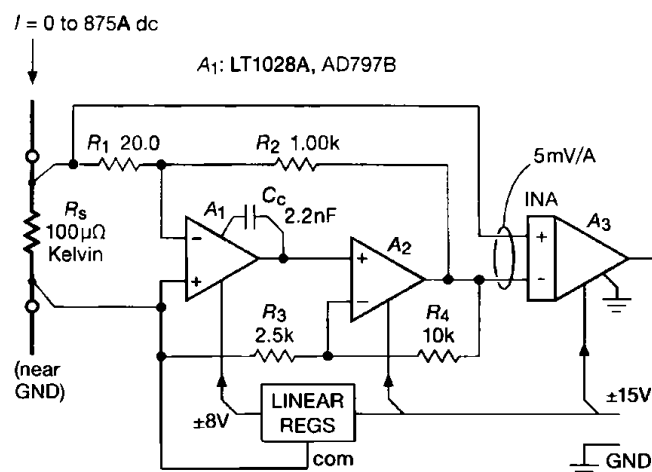 I = 0 to 875A dc
A1: LT1028A, AD797B
R1 20.0
R2 1.00k
5mV/A
A1
Cc
2.2nF
INA
A3
Rs
100μΩ
Kelvin
−
+
+
−
A2
+
-
R3
2.5k
R4
10k
(near
GND)
±8V
LINEAR
REGS
±15V
com
GND